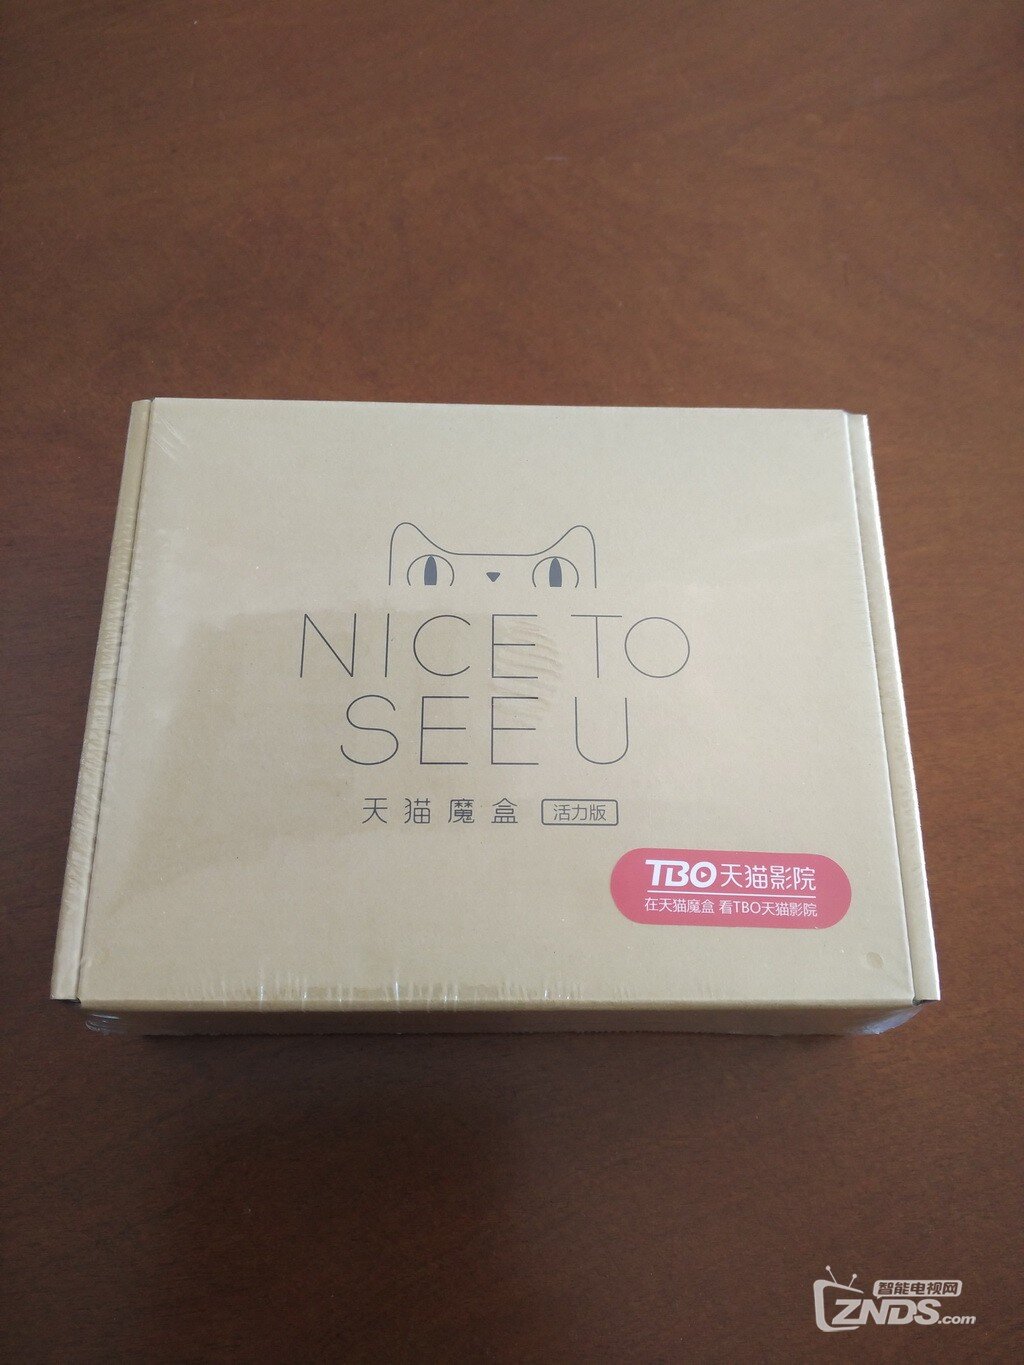 NICE TO
SEE U
天猫魔盒 活力版
TBO天猫影院
在天猫魔盒 看TBO天猫影院
智能电视网
ZNDS.com